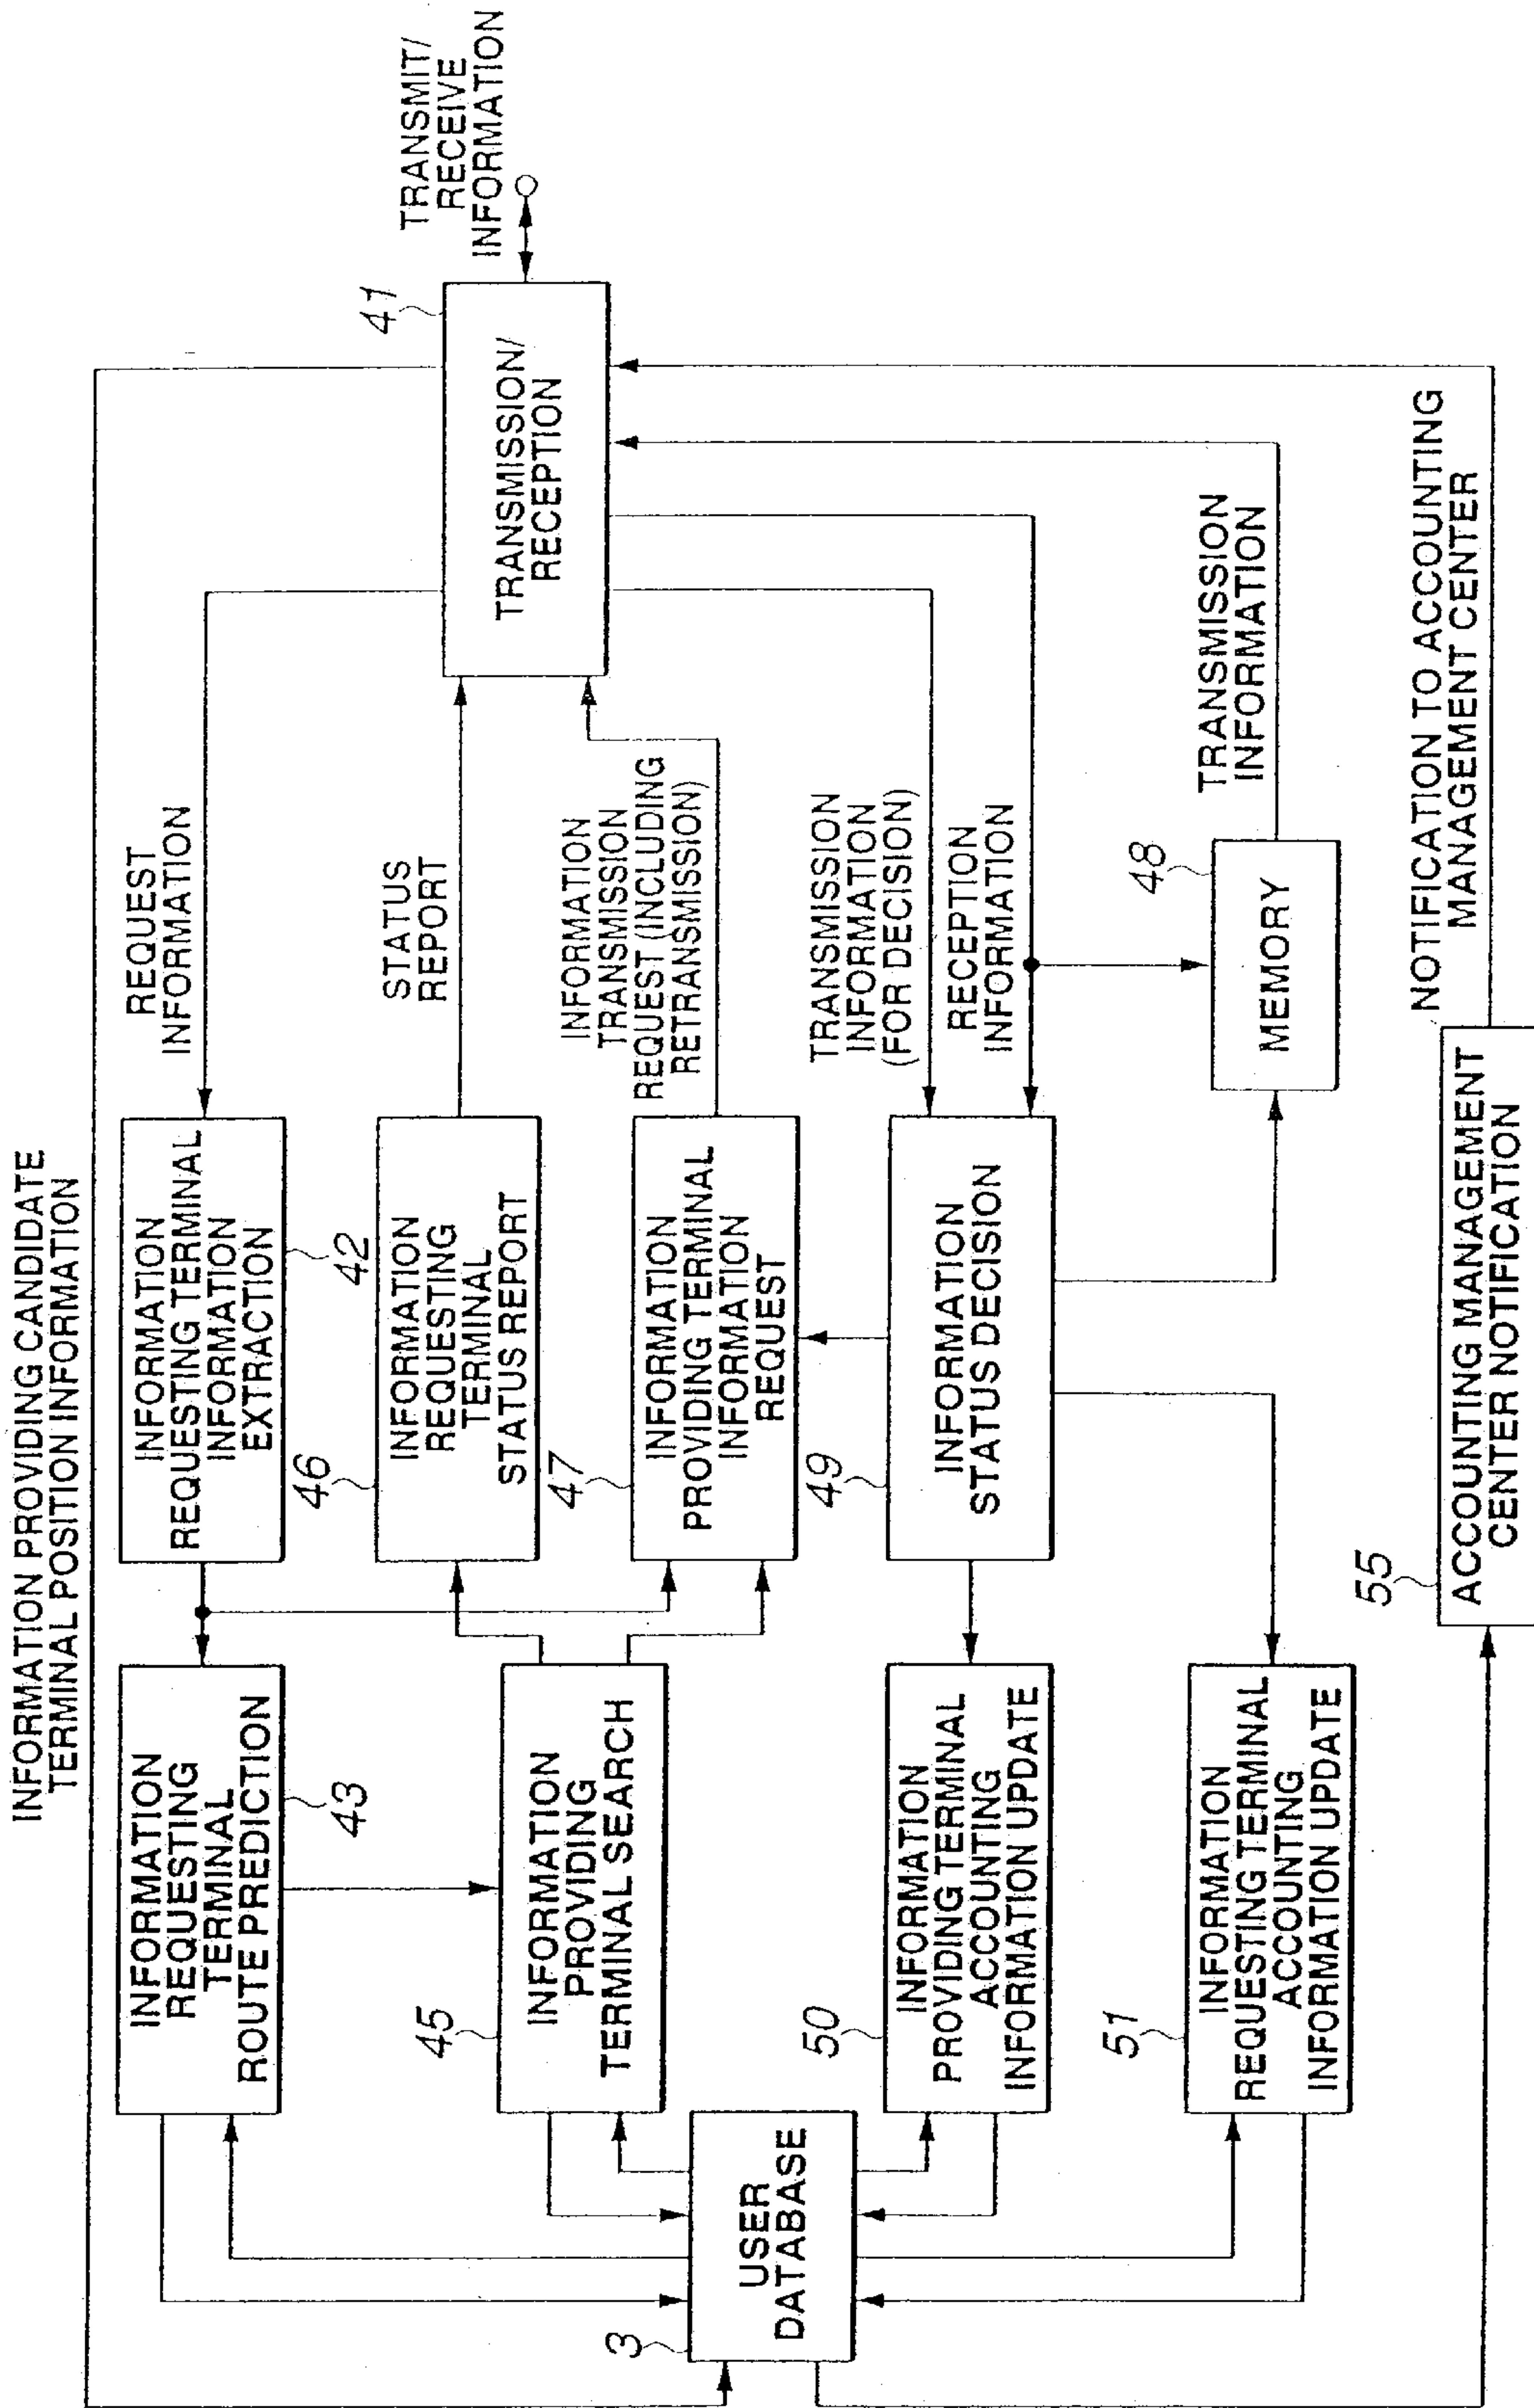 INFORMATION PROVIDING CANDIDATE
TERMINAL POSITION INFORMATION
INFORMATION
REQUESTING
TERMINAL
ROUTE PREDICTION
43
INFORMATION
REQUESTING TERMINAL
INFORMATION
EXTRACTION
42
REQUEST
INFORMATION
INFORMATION
PROVIDING
TERMINAL SEARCH
45
INFORMATION
REQUESTING
TERMINAL
STATUS REPORT
46
STATUS
REPORT
INFORMATION
PROVIDING TERMINAL
INFORMATION
REQUEST
47
INFORMATION
TRANSMISSION
REQUEST (INCLUDING
RETRANSMISSION)
TRANSMISSION/
RECEPTION
41
TRANSMIT/
RECEIVE
INFORMATION
USER
DATABASE
3
INFORMATION
PROVIDING TERMINAL
ACCOUNTING
INFORMATION UPDATE
50
INFORMATION
STATUS DECISION
49
TRANSMISSION
INFORMATION
(FOR DECISION)
RECEPTION
INFORMATION
INFORMATION
REQUESTING TERMINAL
ACCOUNTING
INFORMATION UPDATE
51
MEMORY
48
TRANSMISSION
INFORMATION
ACCOUNTING MANAGEMENT
CENTER NOTIFICATION
55
NOTIFICATION TO ACCOUNTING
MANAGEMENT CENTER